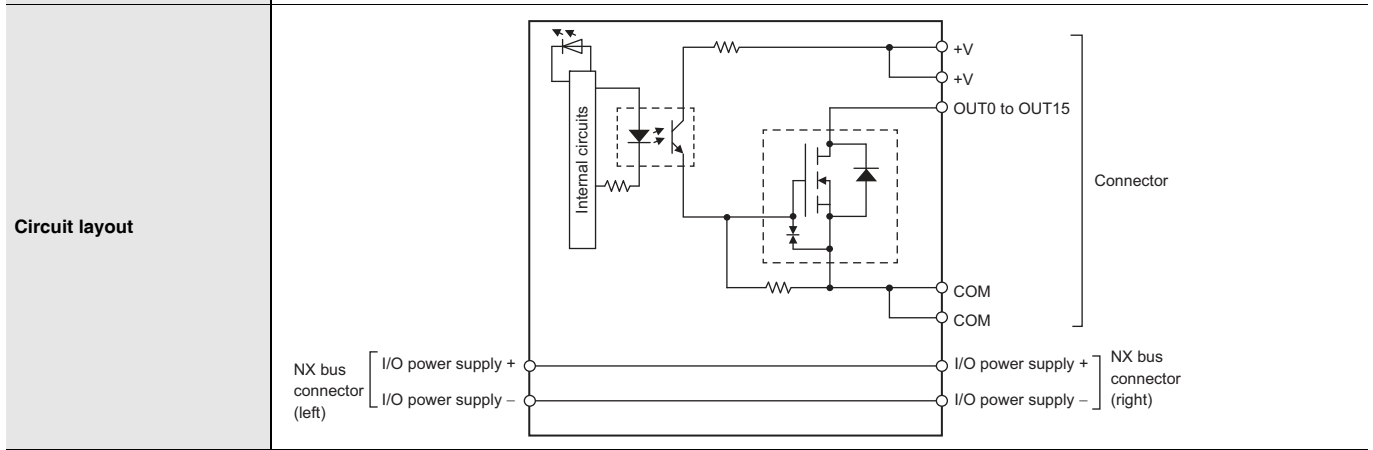 Circuit layout
Internal circuits
+V
+V
OUT0 to OUT15
Connector
COM
COM
NX bus
connector
(left)
I/O power supply +
I/O power supply –
I/O power supply +
I/O power supply –
NX bus
connector
(right)